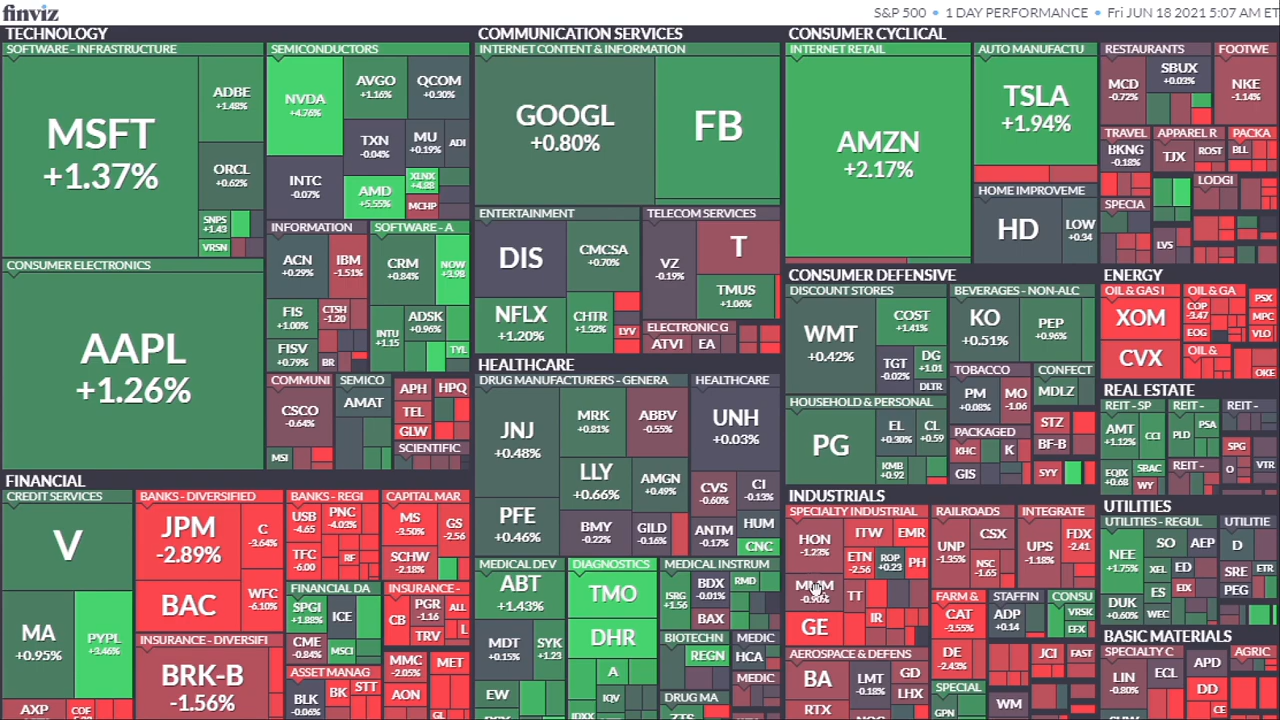 finviz
S&P 500 • 1 DAY PERFORMANCE • Fri JUN 18 2021 5:07 AM ET
TECHNOLOGY
SOFTWARE - INFRASTRUCTURE
MSFT
+1.37%
ADBE
+1.48%
ORCL
+0.62%
SNPS
+1.43
VRSN
SEMICONDUCTORS
NVDA
+4.76%
AVGO
+1.16%
QCOM
+0.30%
TXN
-0.04%
MU
+0.19%
ADI
INTC
-0.07%
AMD
+5.55%
XLNX
+4.88
MCHP
CONSUMER ELECTRONICS
AAPL
+1.26%
INFORMATION
ACN
+0.29%
IBM
-1.51%
FIS
+1.00%
CTSH
-1.20
FISV
+0.79%
BR
SOFTWARE - A
CRM
+0.84%
NOW
+3.98
INTU
+1.15
ADSK
+0.96%
TYL
COMMUNI
CSCO
-0.64%
MSI
SEMICO
AMAT
APH
HPQ
TEL
GLW
SCIENTIFIC
COMMUNICATION SERVICES
INTERNET CONTENT & INFORMATION
GOOGL
+0.80%
FB
ENTERTAINMENT
DIS
CMCSA
+0.70%
NFLX
+1.20%
CHTR
+1.32%
LYV
TELECOM SERVICES
VZ
-0.19%
T
TMUS
+1.06%
ELECTRONIC G
ATVI
EA
CONSUMER CYCLICAL
INTERNET RETAIL
AMZN
+2.17%
AUTO MANUFACTU
TSLA
+1.94%
HOME IMPROVEME
HD
LOW
+0.34
RESTAURANTS
MCD
-0.72%
SBUX
+0.03%
FOOTWE
NKE
-1.14%
TRAVEL
BKNG
-0.18%
APPAREL R
TJX
ROST
PACKA
BLL
SPECIA
LODGI
LVS
CONSUMER DEFENSIVE
DISCOUNT STORES
WMT
+0.42%
COST
+1.41%
TGT
-0.02%
DG
+1.01
DLTR
BEVERAGES - NON-ALC
KO
+0.51%
PEP
+0.96%
TOBACCO
PM
+0.08%
MO
-1.06
CONFECT
MDLZ
HOUSEHOLD & PERSONAL
PG
EL
+0.30%
CL
+0.59
KMB
+0.92
PACKAGED
KHC
K
GIS
STZ
BF-B
SYY
ENERGY
OIL & GAS I
XOM
CVX
OIL & GA
COP
-3.47
EOG
OIL &
PSX
MPC
VLO
OKE
REAL ESTATE
REIT - SP
AMT
+1.12%
CCI
EQIX
+0.68
SBAC
WY
REIT -
PLD
PSA
REIT -
SPG
REIT -
O
VTR
HEALTHCARE
DRUG MANUFACTURERS - GENERA
JNJ
+0.48%
MRK
+0.81%
ABBV
-0.55%
LLY
+0.66%
AMGN
+0.49%
PFE
+0.46%
BMY
-0.22%
GILD
-0.16%
HEALTHCARE
UNH
+0.03%
CVS
-0.60%
CI
-0.13%
ANTM
-0.17%
HUM
CNC
MEDICAL DEV
ABT
+1.43%
MDT
+0.15%
SYK
+1.23
EW
DIAGNOSTICS
TMO
DHR
A
IQV
IDXX
MEDICAL INSTRUM
ISRG
+1.56
BDX
-0.01%
RMD
BAX
BIOTECHN
REGN
MEDIC
HCA
MEDIC
DRUG MA
ZTS
FINANCIAL
CREDIT SERVICES
V
MA
+0.95%
PYPL
+3.46%
AXP
COF
BANKS - DIVERSIFIED
JPM
-2.89%
C
-3.64%
BAC
WFC
-6.10%
INSURANCE - DIVERSIFI
BRK-B
-1.56%
BANKS - REGI
USB
-4.65
PNC
-4.03%
TFC
-6.00
RF
CAPITAL MAR
MS
-3.50%
GS
-2.56
SCHW
-2.18%
FINANCIAL DA
SPGI
+1.88%
ICE
CME
-0.84%
MSCI
INSURANCE -
CB
PGR
-1.16
ALL
TRV
L
ASSET MANAG
BLK
-0.06%
BK
STT
MMC
-2.05%
MET
AON
GL
INDUSTRIALS
SPECIALTY INDUSTRIAL
HON
-1.23%
ITW
EMR
ETN
-2.56
ROP
+0.23
PH
MMM
-0.90%
TT
GE
IR
RAILROADS
UNP
-1.35%
CSX
NSC
-1.65
INTEGRATE
UPS
-1.18%
FDX
-2.41
FARM &
CAT
-3.55%
DE
-2.43%
STAFFIN
ADP
+0.14
CONSU
VRSK
EFX
JCI
FAST
AEROSPACE & DEFENS
BA
LMT
-0.18%
GD
LHX
RTX
NOC
SPECIAL
GPN
WM
UTILITIES
UTILITIES - REGUL
NEE
+1.75%
SO
AEP
XEL
ED
EIX
ES
DUK
+0.60%
WEC
UTILITIE
D
SRE
ETR
PEG
BASIC MATERIALS
SPECIALTY C
LIN
-0.80%
ECL
APD
DD
CE
AGRIC